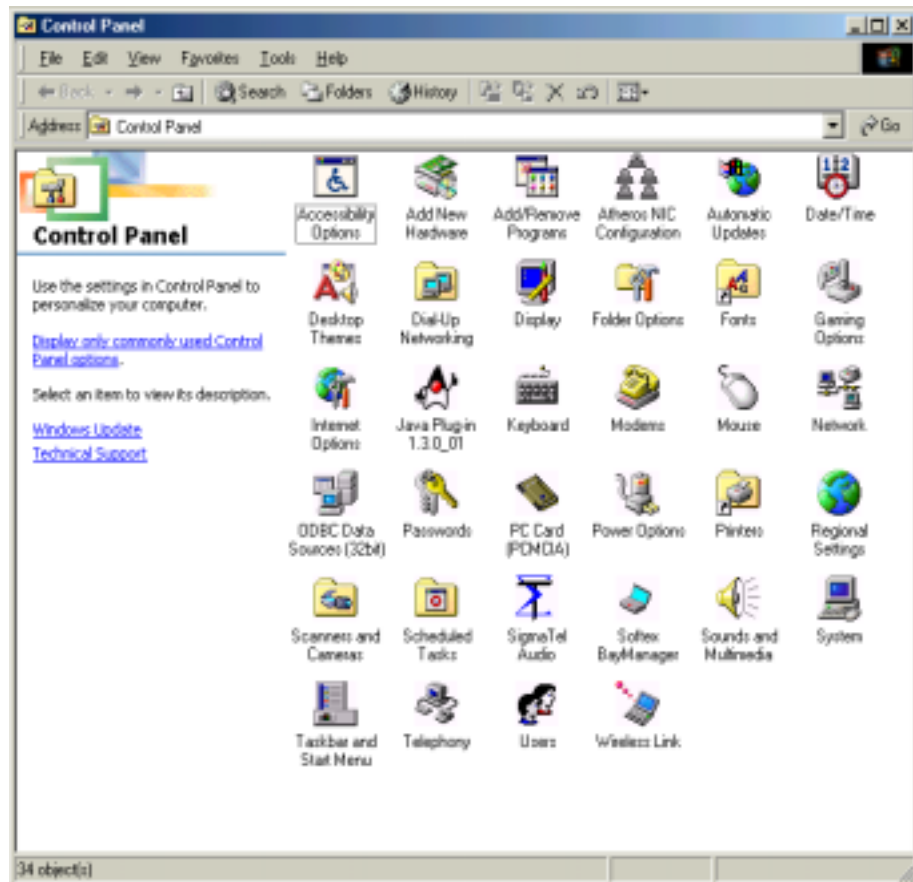 Control Panel
File Edit View Favorites Tools Help
Back Search Folders History
Address Control Panel Go
Control Panel
Use the settings in Control Panel to
personalize your computer.
Display only commonly used Control
Panel options.
Select an item to view its description.
Windows Update
Technical Support
Accessibility
Options
Add New
Hardware
Add/Remove
Programs
Atheros NIC
Configuration
Automatic
Updates
Date/Time
Desktop
Themes
Dial-Up
Networking
Display
Folder Options
Fonts
Gaming
Options
Internet
Options
Java Plug-in
1.3.0_01
Keyboard
Modems
Mouse
Network
ODBC Data
Sources (32bit)
Passwords
PC Card
(PCMCIA)
Power Options
Printers
Regional
Settings
Scanners and
Cameras
Scheduled
Tasks
SigmaTel
Audio
Softex
BayManager
Sounds and
Multimedia
System
Taskbar and
Start Menu
Telephony
Users
Wireless Link
34 object(s)